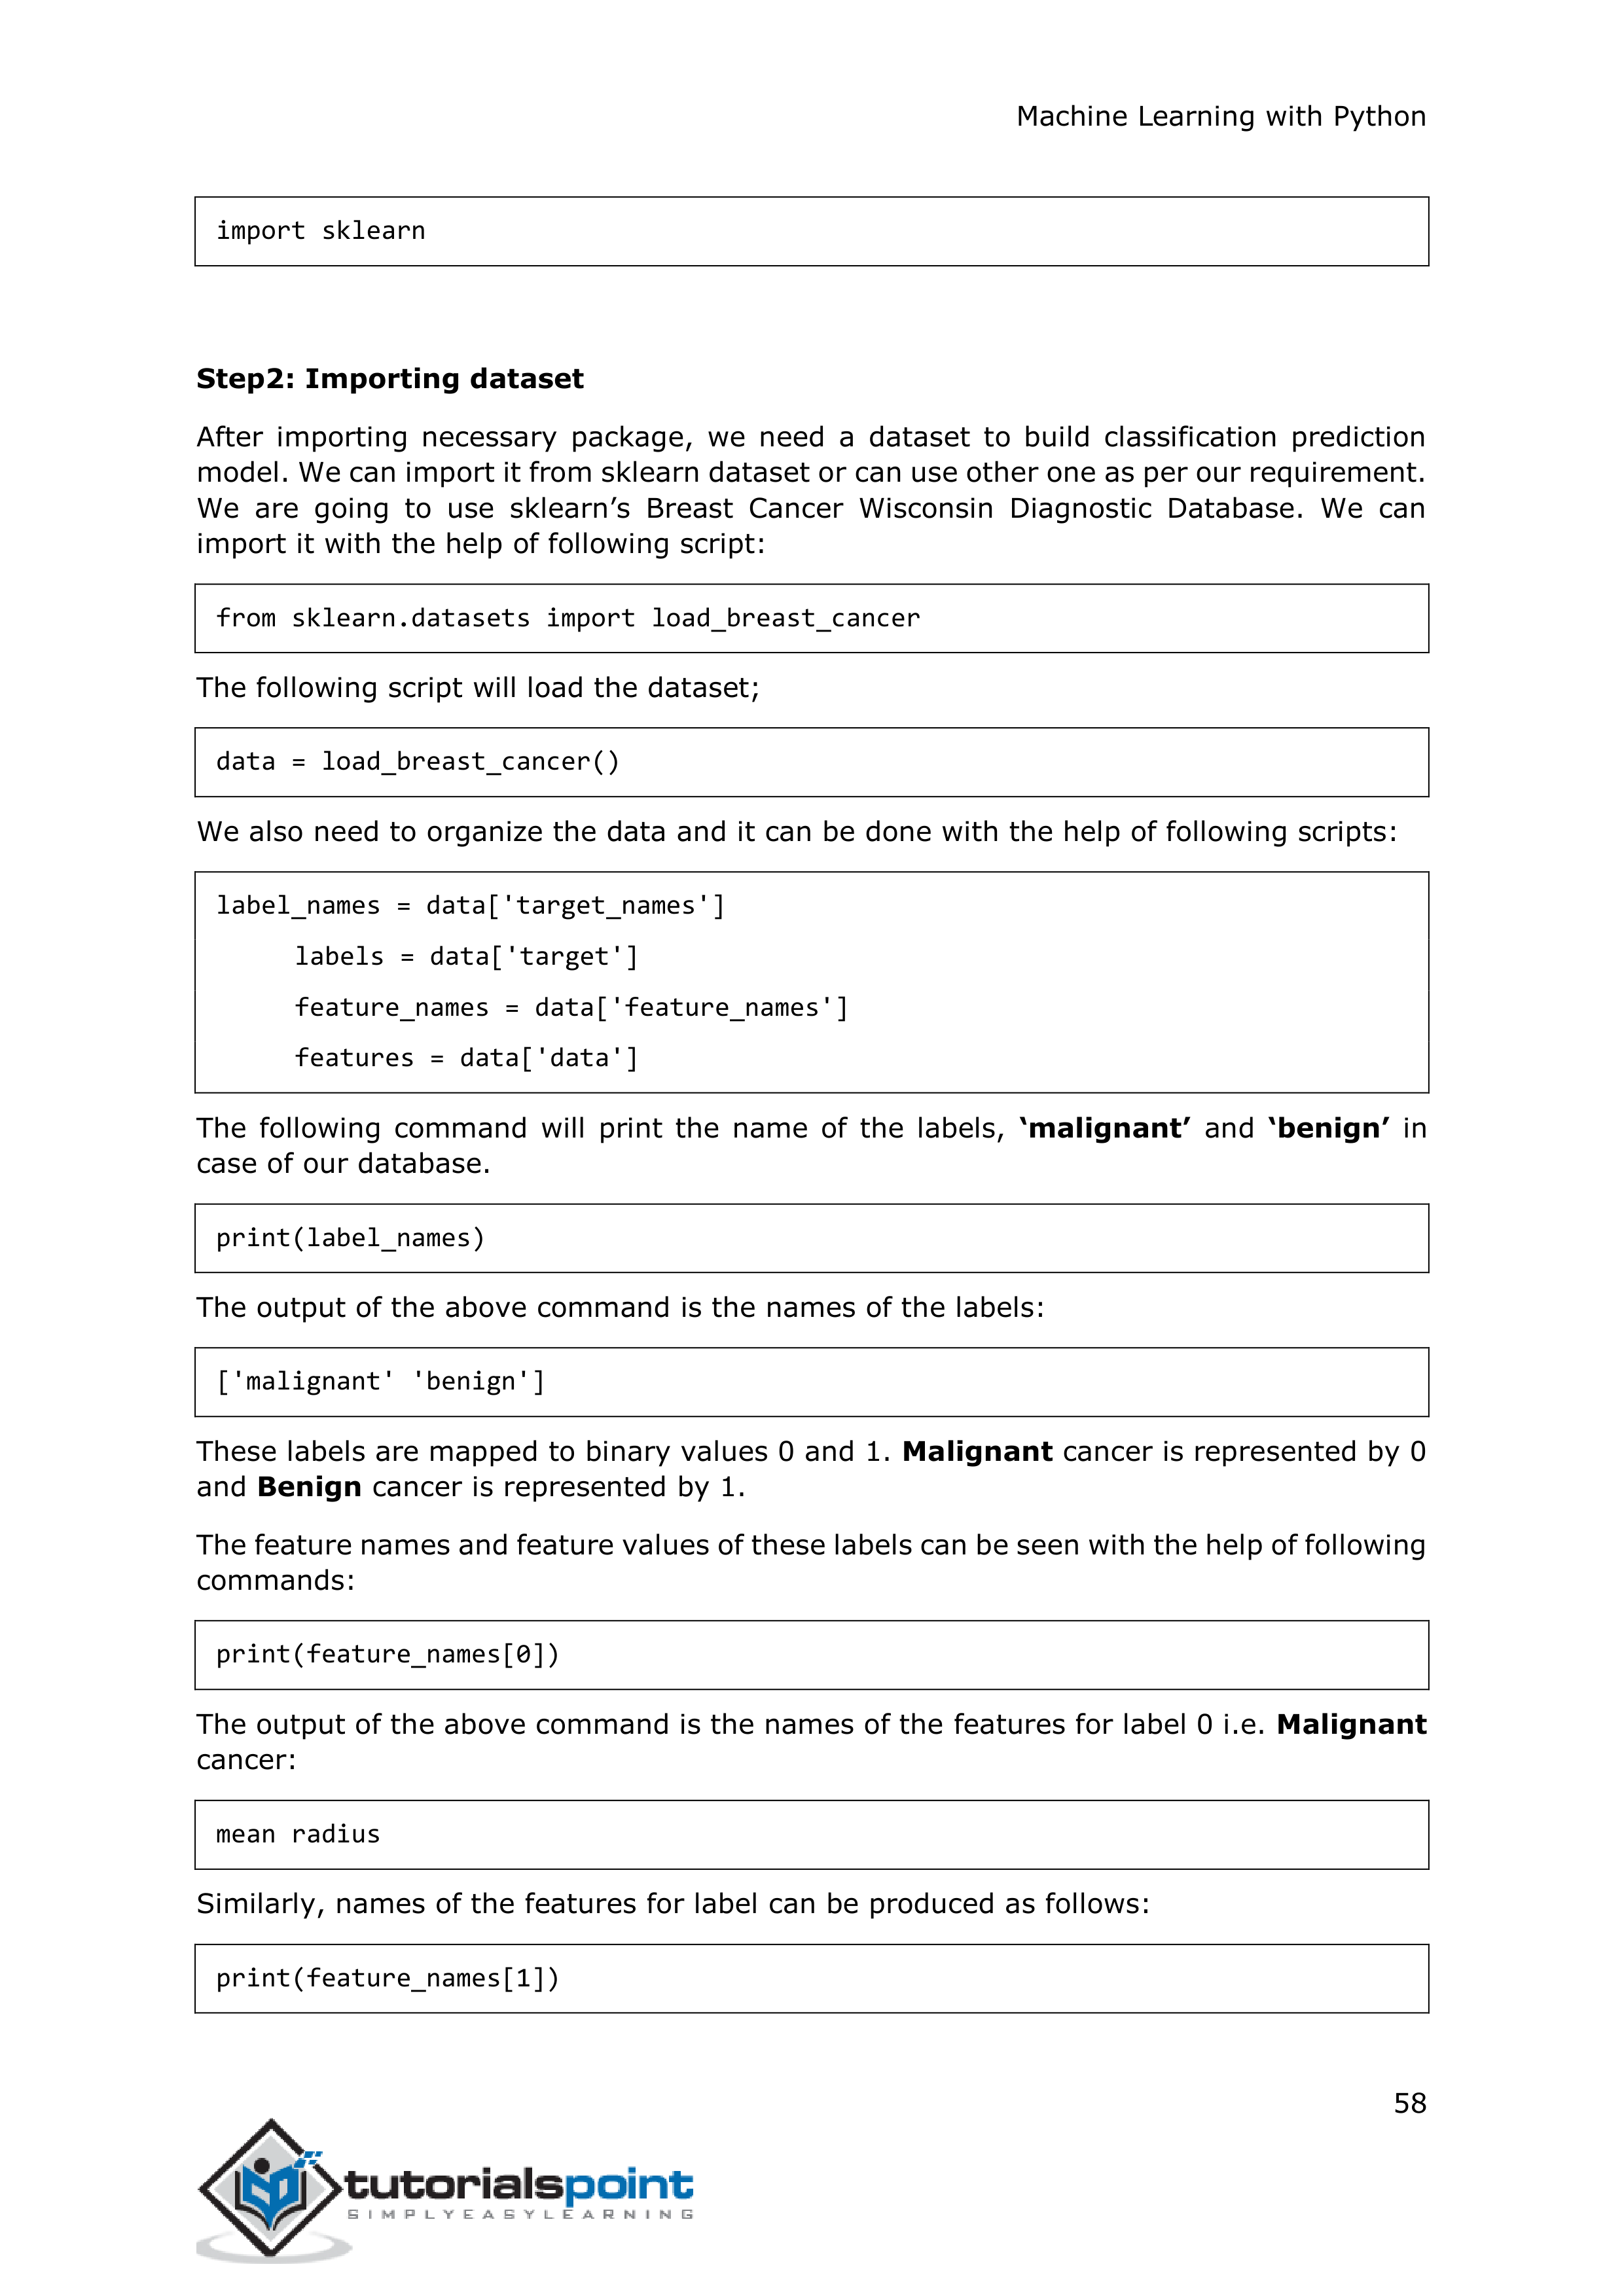 Machine Learning with Python
import sklearn
Step2: Importing dataset
After importing necessary package, we need a dataset to build classification prediction
model. We can import it from sklearn dataset or can use other one as per our requirement.
We are going to use sklearn’s Breast Cancer Wisconsin Diagnostic Database. We can
import it with the help of following script:
from sklearn.datasets import load_breast_cancer
The following script will load the dataset;
data = load_breast_cancer()
We also need to organize the data and it can be done with the help of following scripts:
label_names = data['target_names']
labels = data['target']
feature_names = data['feature_names']
features = data['data']
The following command will print the name of the labels, ‘malignant’ and ‘benign’ in
case of our database.
print(label_names)
The output of the above command is the names of the labels:
['malignant' 'benign']
These labels are mapped to binary values 0 and 1. Malignant cancer is represented by 0
and Benign cancer is represented by 1.
The feature names and feature values of these labels can be seen with the help of following
commands:
print(feature_names[0])
The output of the above command is the names of the features for label 0 i.e. Malignant
cancer:
mean radius
Similarly, names of the features for label can be produced as follows:
print(feature_names[1])
58
tutorialspoint
SIMPLYEASYLEARNING